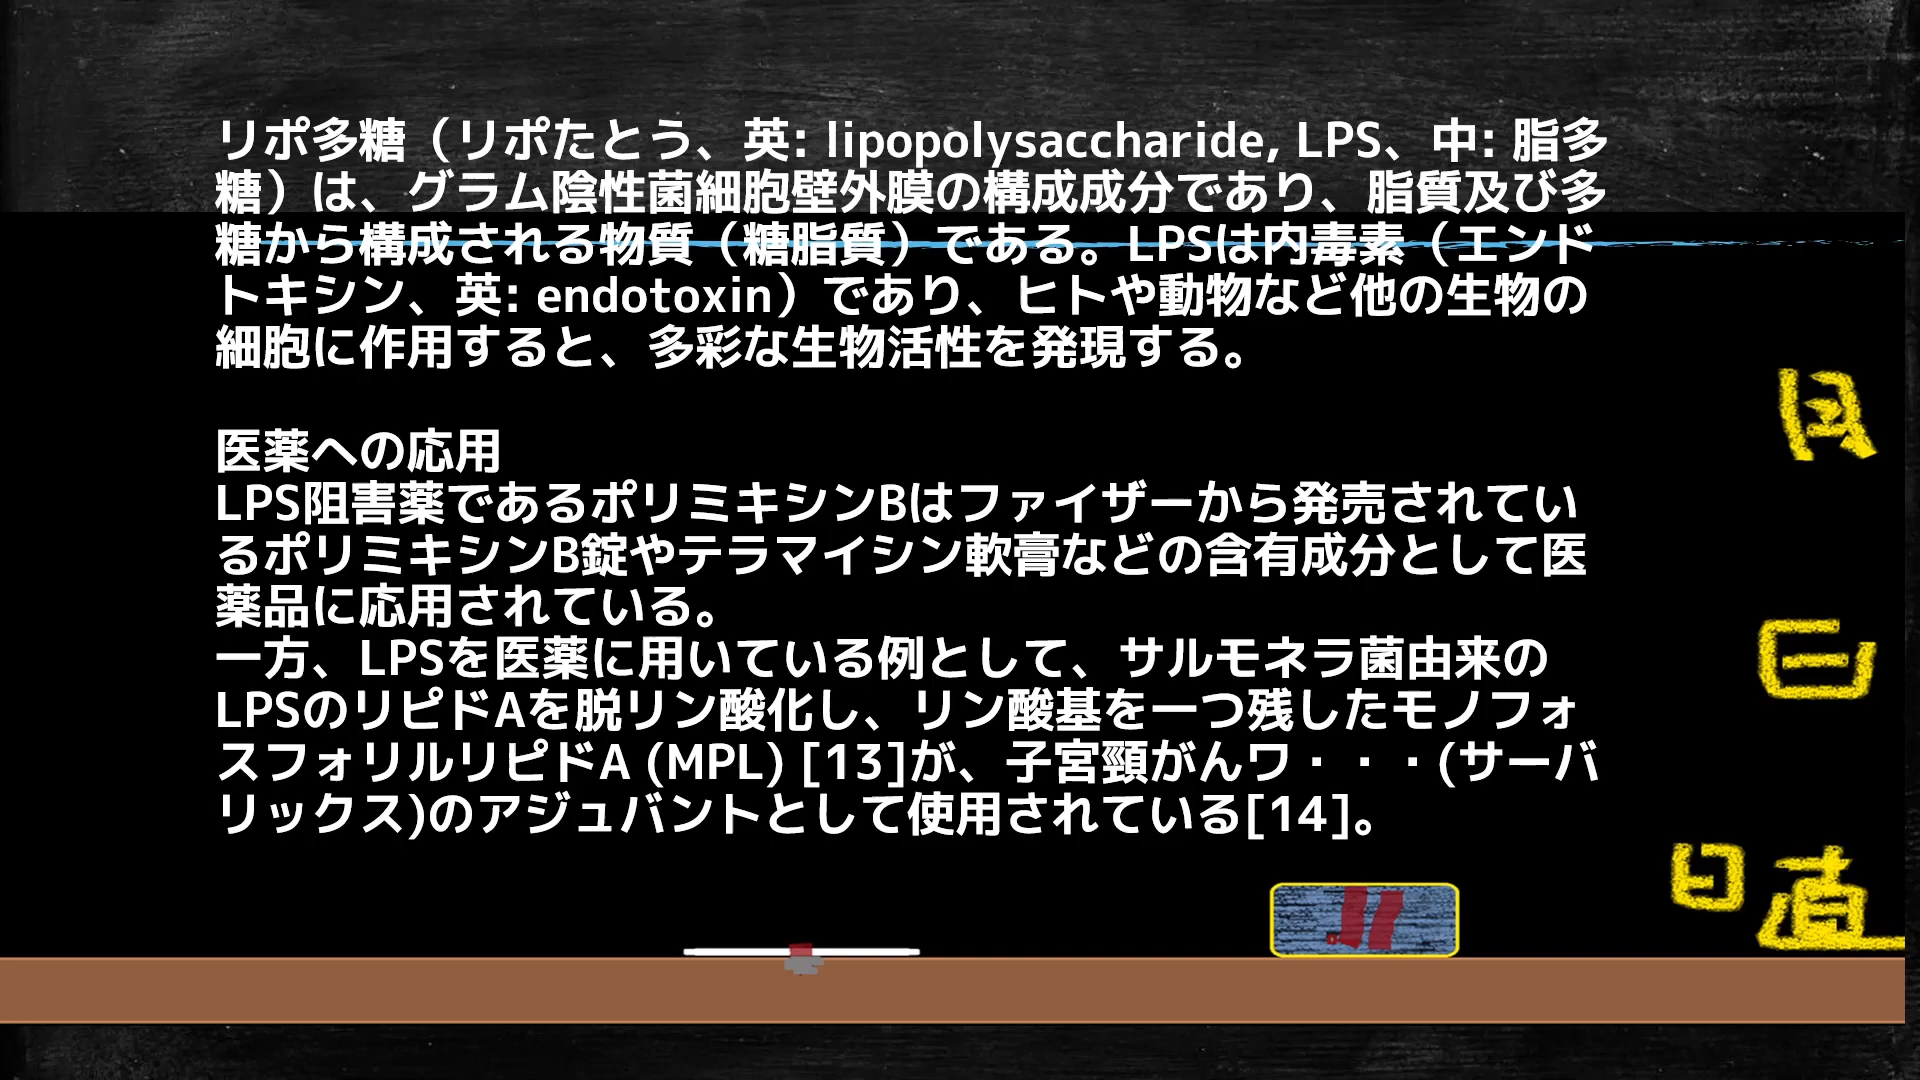 リポ多糖（リポたとう、英: lipopolysaccharide, LPS、中: 脂多
糖）は、グラム陰性菌細胞壁外膜の構成成分であり、脂質及び多
糖から構成される物質（糖脂質）である。LPSは内毒素（エンド
トキシン、英: endotoxin）であり、ヒトや動物など他の生物の
細胞に作用すると、多彩な生物活性を発現する。
医薬への応用
LPS阻害薬であるポリミキシンBはファイザーから発売されてい
るポリミキシンB錠やテラマイシン軟膏などの含有成分として医
薬品に応用されている。
一方、LPSを医薬に用いている例として、サルモネラ菌由来の
LPSのリピドAを脱リン酸化し、リン酸基を一つ残したモノフォ
スフォリルリピドA (MPL) [13]が、子宮頸がんワ・・・(サーバ
リックス)のアジュバントとして使用されている[14]。
日直